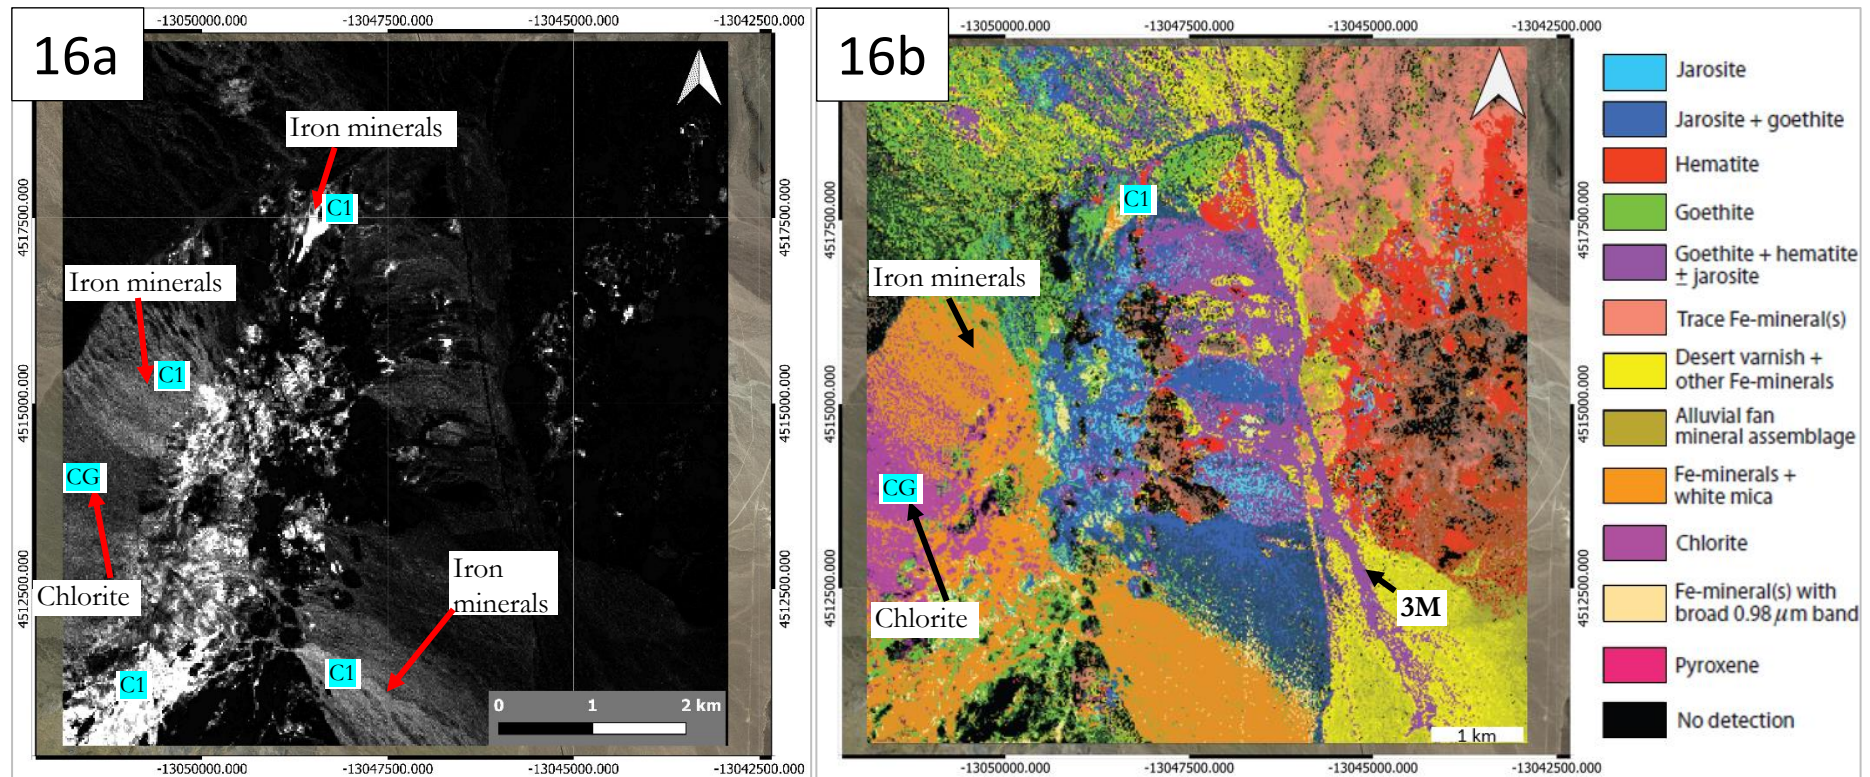 16a
-13050000.000 -13047500.000 -13045000.000 -13042500.000
4517500.000
4515000.000
4512500.000
Iron minerals
C1
Iron minerals
C1
CG
Chlorite
Iron
minerals
C1
C1
0 1 2 km
4517500.000
4515000.000
4512500.000
-13050000.000 -13047500.000 -13045000.000 -13042500.000
16b
-13050000.000 -13047500.000 -13045000.000 -13042500.000
4517500.000
4515000.000
4512500.000
C1
Iron minerals
CG
Chlorite
3M
1 km
4517500.000
4515000.000
4512500.000
-13050000.000 -13047500.000 -13045000.000 -13042500.000
Jarosite
Jarosite + goethite
Hematite
Goethite
Goethite + hematite
± jarosite
Trace Fe-mineral(s)
Desert varnish +
other Fe-minerals
Alluvial fan
mineral assemblage
Fe-minerals +
white mica
Chlorite
Fe-mineral(s) with
broad 0.98 μm band
Pyroxene
No detection